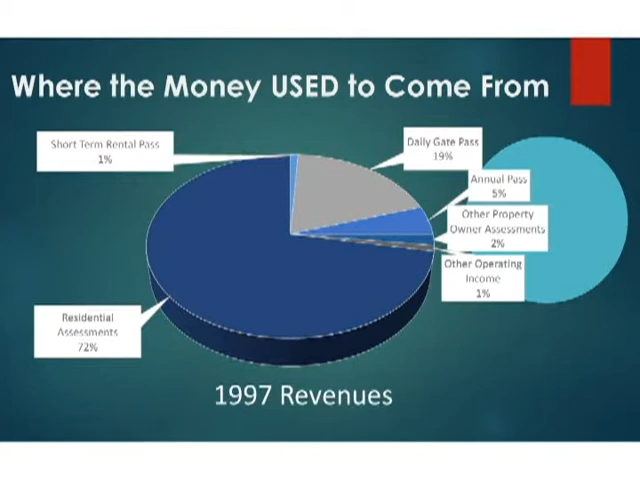 Where the Money USED to Come From
Short Term Rental Pass
1%
Daily Gate Pass
19%
Annual Pass
5%
Other Property
Owner Assessments
2%
Other Operating
Income
1%
Residential
Assessments
72%
1997 Revenues